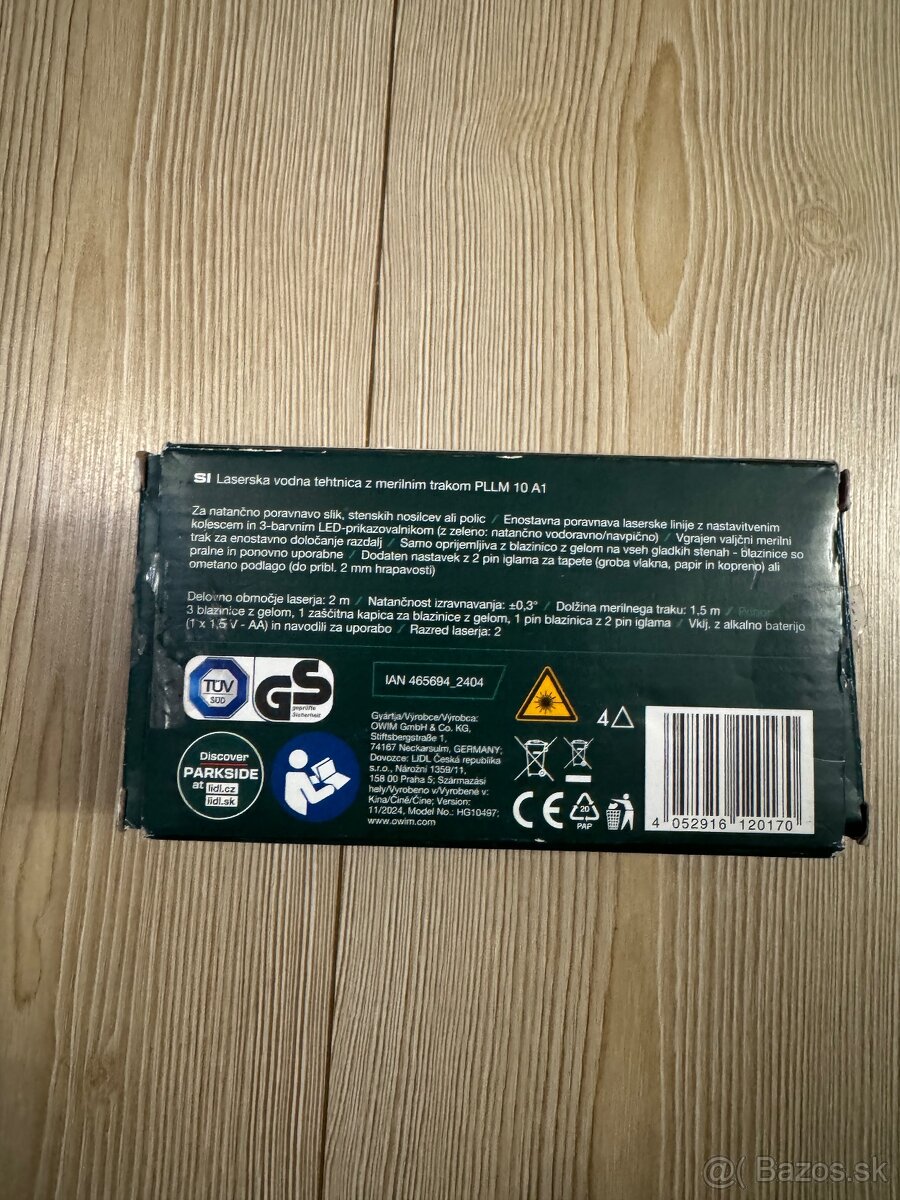 SI Laserska vodna tehtnica z merilnim trakom PLLM 10 A1
Za natančno poravnavo slik, stenskih nosilcev ali polic / Enostavna poravnava laserske linije z nastavitvenim
kolescem in 3-barvnim LED-prikazovalnikom (z zeleno: natančno vodoravno/navpično) / Vgrajen valjčni merilni
trak za enostavno določanje razdalj / Samo oprijemljiva z blazinico z gelom na vseh gladkih stenah - blazinice so
pralne in ponovno uporabne / Dodaten nastavek z 2 pin iglama za tapete (groba vlakna, papir in kopreno) ali
ometano podlago (do pribl. 2 mm hrapavosti)
Delovno območje laserja: 2 m / Natančnost izravnavanja: ±0,3° / Dolžina merilnega traku: 1,5 m /
3 blazinice z gelom, 1 zaščitna kapica za blazinice z gelom, 1 pin blazinica z 2 pin iglama / Vklj. z alkalno baterijo
(1 x 1,5 V - AA) in navodili za uporabo / Razred laserja: 2
TÜV
SÜD
GS
geprüfte
Sicherheit
IAN 465694_2404
Discover
PARKSIDE
at lidl.cz
lidl.sk
Gyártja/Výrobce/Výrobca:
OWIM GmbH & Co. KG,
Stiftsbergstraße 1,
74167 Neckarsulm, GERMANY;
Dovozce: LIDL Česká republika
s.r.o., Nárožní 1359/11,
158 00 Praha 5; Származási
hely/Vyrobeno v/Vyrobené v:
Kína/Číně/Číne; Version:
11/2024, Model No.: HG10497;
www.owim.com
4
CE
20
PAP
4 052916 120170
@( Bazos.sk